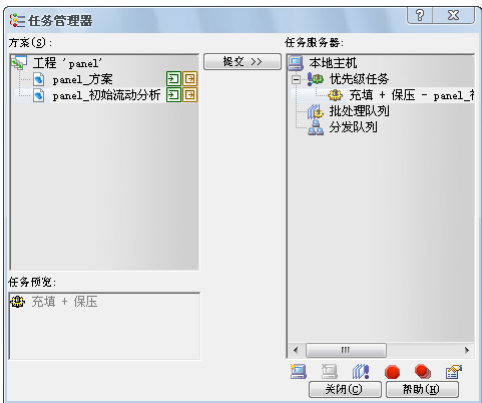 任务管理器
方案(S):
工程 'panel'
panel_方案
panel_初始流动分析
提交 >>
任务服务器:
本地主机
优先级任务
充填 + 保压 - panel_
批处理队列
分发队列
任务预览:
充填 + 保压
关闭(C)
帮助(H)